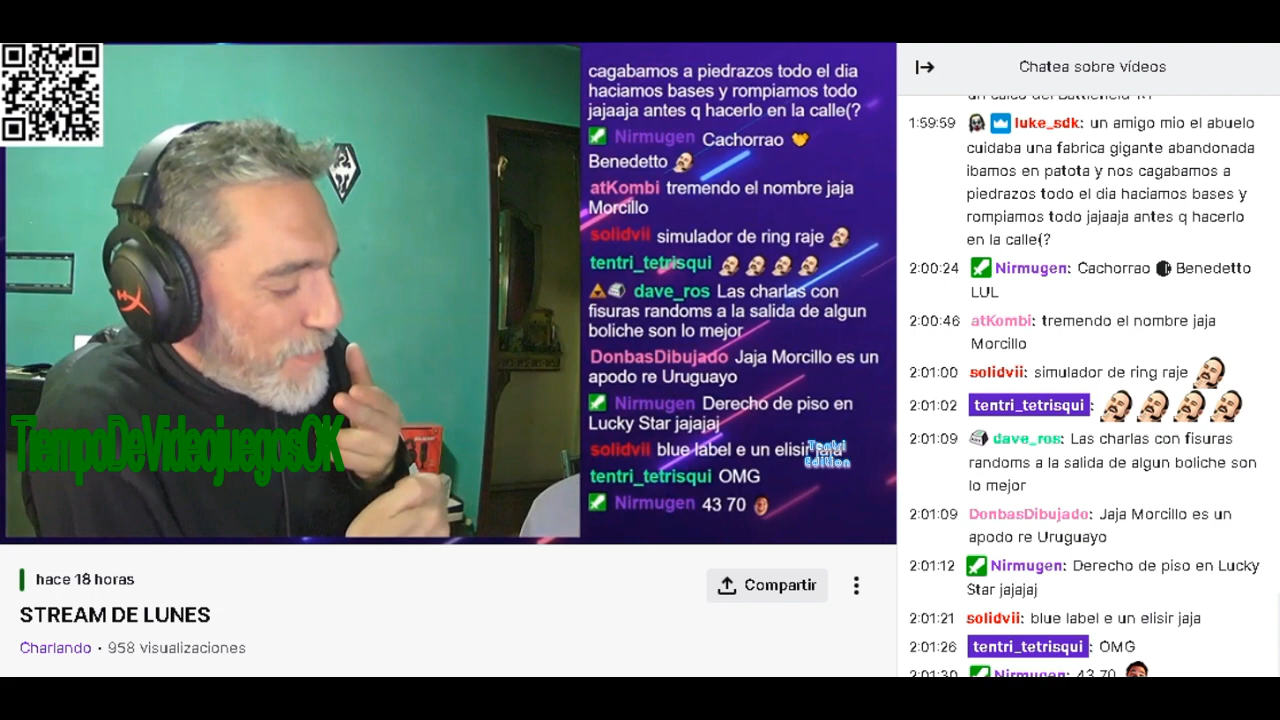 cagabamos a piedrazos todo el dia
haciamos bases y rompiamos todo
jajaaja antes q hacerlo en la calle(?
Nirmugen Cachorrao
Benedetto
atKombi tremendo el nombre jaja
Morcillo
solidvii simulador de ring raje
tentri_tetrisqui
dave_ros Las charlas con
fisuras randoms a la salida de algun
boliche son lo mejor
DonbasDibujado Jaja Morcillo es un
apodo re Uruguayo
Nirmugen Derecho de piso en
Lucky Star jajajaj
solidvii blue label e un elisir jaja
tentri_tetrisqui OMG
Nirmugen 43 70
Tentri
Edition
TiempoDeVideojuegosOK
hace 18 horas
Compartir
STREAM DE LUNES
Charlando • 958 visualizaciones
Chatea sobre vídeos
1:59:59 luke_sdk: un amigo mio el abuelo
cuidaba una fabrica gigante abandonada
ibamos en patota y nos cagabamos a
piedrazos todo el dia haciamos bases y
rompiamos todo jajaaja antes q hacerlo
en la calle(?
2:00:24 Nirmugen: Cachorrao Benedetto
LUL
2:00:46 atKombi: tremendo el nombre jaja
Morcillo
2:01:00 solidvii: simulador de ring raje
2:01:02 tentri_tetrisqui:
2:01:09 dave_ros: Las charlas con fisuras
randoms a la salida de algun boliche son
lo mejor
2:01:09 DonbasDibujado: Jaja Morcillo es un
apodo re Uruguayo
2:01:12 Nirmugen: Derecho de piso en Lucky
Star jajajaj
2:01:21 solidvii: blue label e un elisir jaja
2:01:26 tentri_tetrisqui: OMG
2:01:30 Nirmugen: 43 70